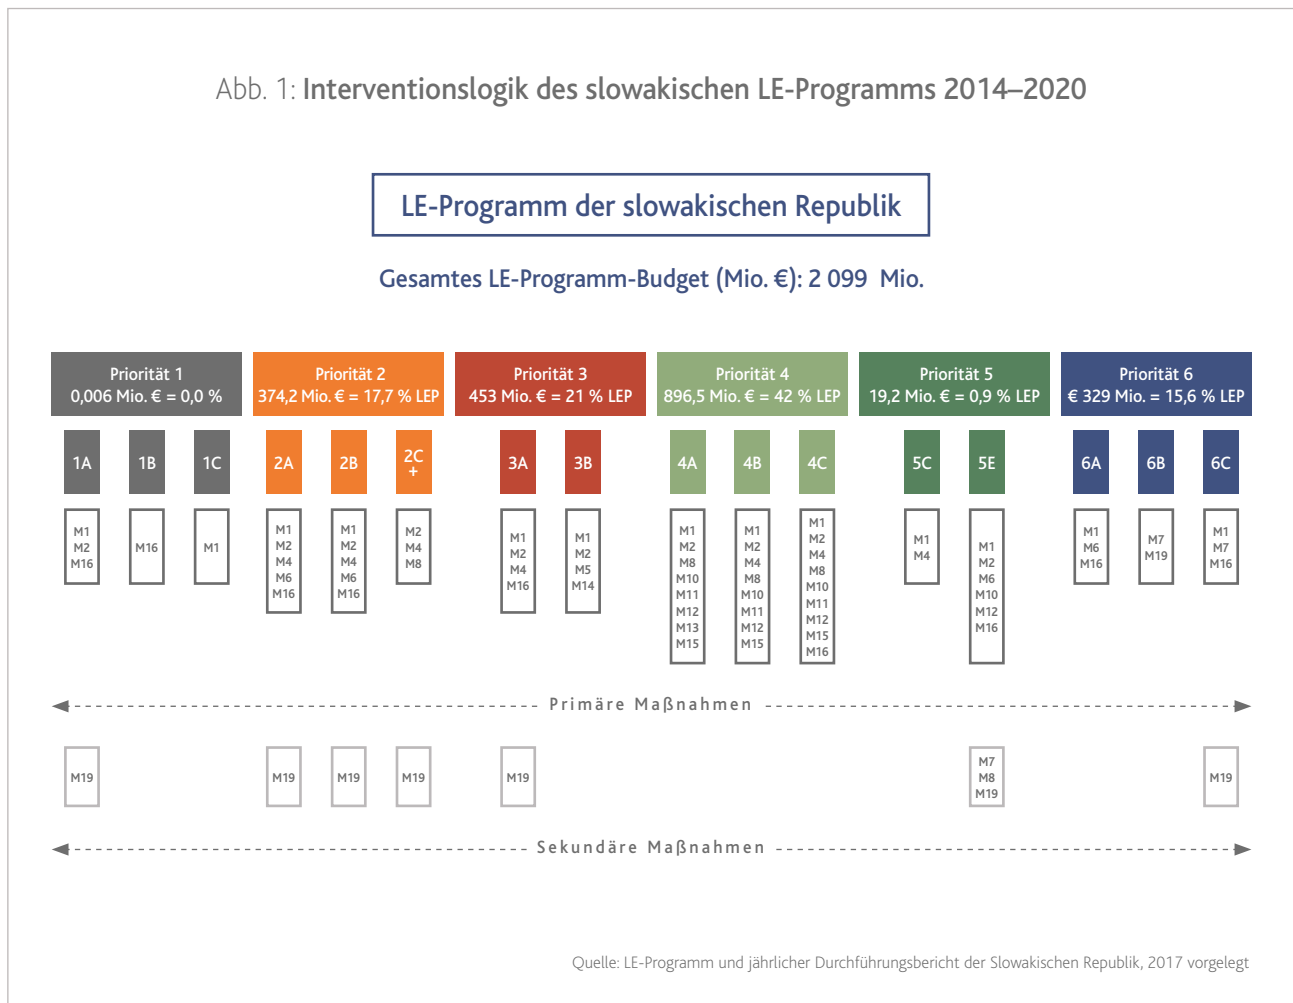 Abb. 1: Interventionslogik des slowakischen LE-Programms 2014–2020
LE-Programm der slowakischen Republik
Gesamtes LE-Programm-Budget (Mio. €): 2 099 Mio.
Priorität 1
0,006 Mio. € = 0,0 %
Priorität 2
374,2 Mio. € = 17,7 % LEP
Priorität 3
453 Mio. € = 21 % LEP
Priorität 4
896,5 Mio. € = 42 % LEP
Priorität 5
19,2 Mio. € = 0,9 % LEP
Priorität 6
€ 329 Mio. = 15,6 % LEP
1A
1B
1C
2A
2B
2C
+
3A
3B
4A
4B
4C
5C
5E
6A
6B
6C
M1
M2
M16
M16
M1
M1
M2
M4
M6
M16
M1
M2
M4
M6
M16
M2
M4
M8
M1
M2
M4
M16
M1
M2
M5
M14
M1
M2
M8
M10
M11
M12
M13
M15
M1
M2
M4
M8
M10
M11
M12
M15
M1
M2
M4
M8
M10
M11
M12
M15
M16
M1
M4
M1
M2
M6
M10
M12
M16
M1
M6
M16
M7
M19
M1
M7
M16
Primäre Maßnahmen
M19
M19
M19
M19
M19
M7
M8
M19
M19
Sekundäre Maßnahmen
Quelle: LE-Programm und jährlicher Durchführungsbericht der Slowakischen Republik, 2017 vorgelegt